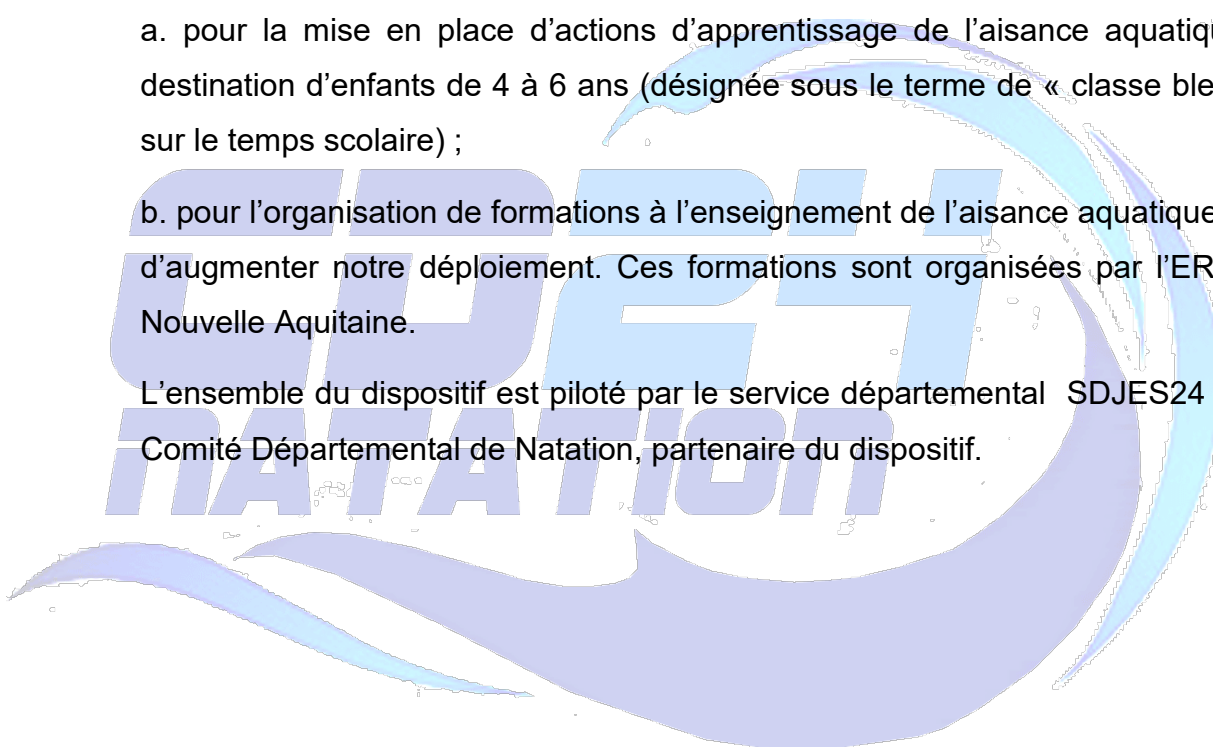 a. pour la mise en place d’actions d’apprentissage de l’aisance aquatiqu
destination d’enfants de 4 à 6 ans (désignée sous le terme de « classe ble
sur le temps scolaire) ;
b. pour l’organisation de formations à l’enseignement de l’aisance aquatique
d’augmenter notre déploiement. Ces formations sont organisées par l’ER
Nouvelle Aquitaine.
L’ensemble du dispositif est piloté par le service départemental SDJES24
Comité Départemental de Natation, partenaire du dispositif.
CD24
NATATION